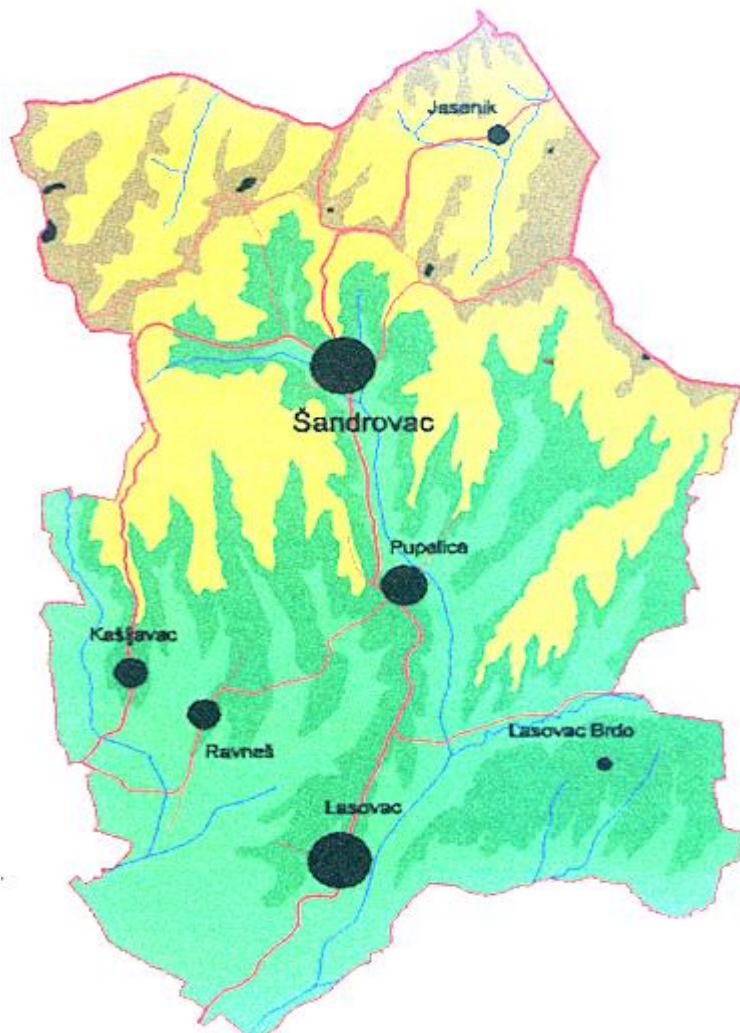 Jasenik
Šandrovac
Pupelica
Kašljavac
Ravneš
Lasovac Brdo
Lasovac